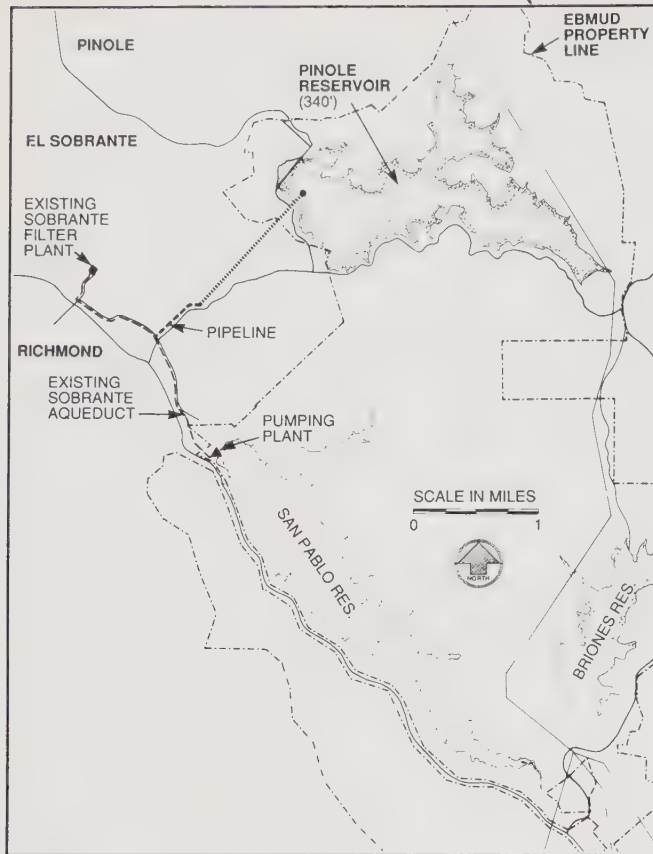 EBMUD
PROPERTY
LINE
PINOLE
PINOLE
RESERVOIR
(340')
EL SOBRANTE
EXISTING
SOBRANTE
FILTER
PLANT
PIPELINE
RICHMOND
EXISTING
SOBRANTE
AQUEDUCT
PUMPING
PLANT
SCALE IN MILES
0 1
NORTH
SAN PABLO RES.
BRIONES RES.